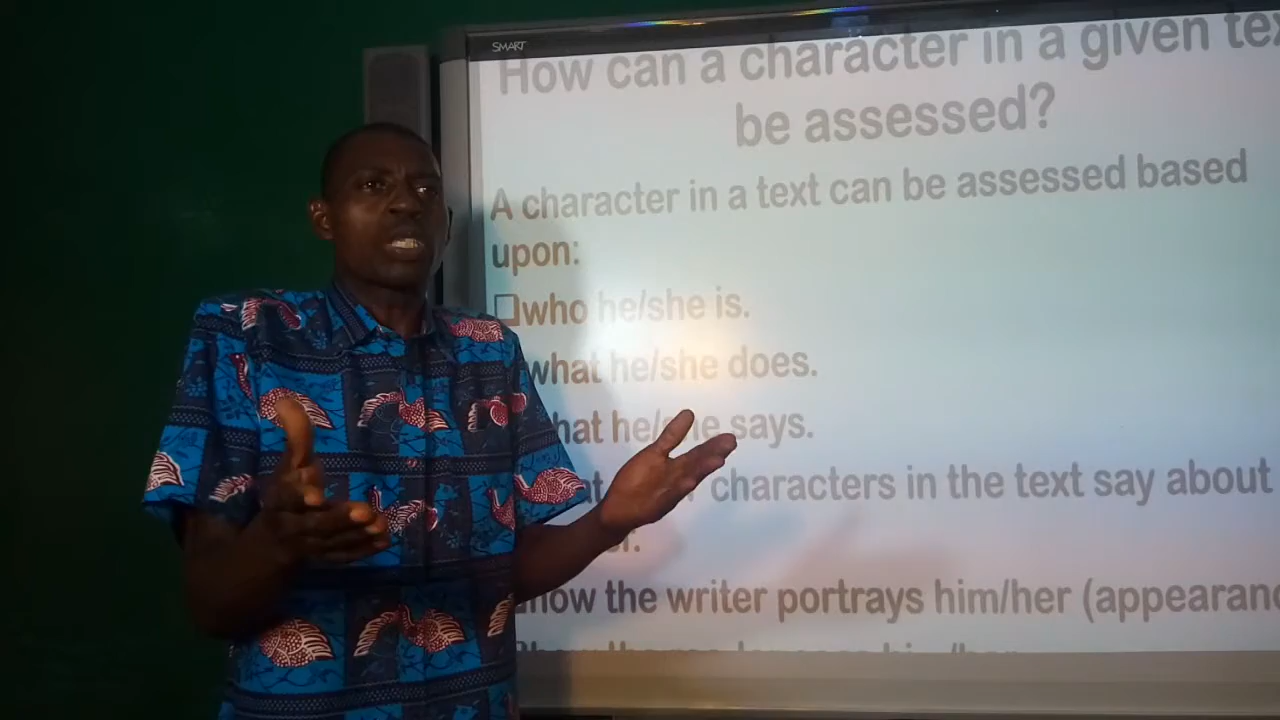 SMART
How can a character in a given tex
be assessed?
A character in a text can be assessed based
upon:
who he/she is.
what he/she does.
hat he/she says.
characters in the text say about
how the writer portrays him/her (appearanc